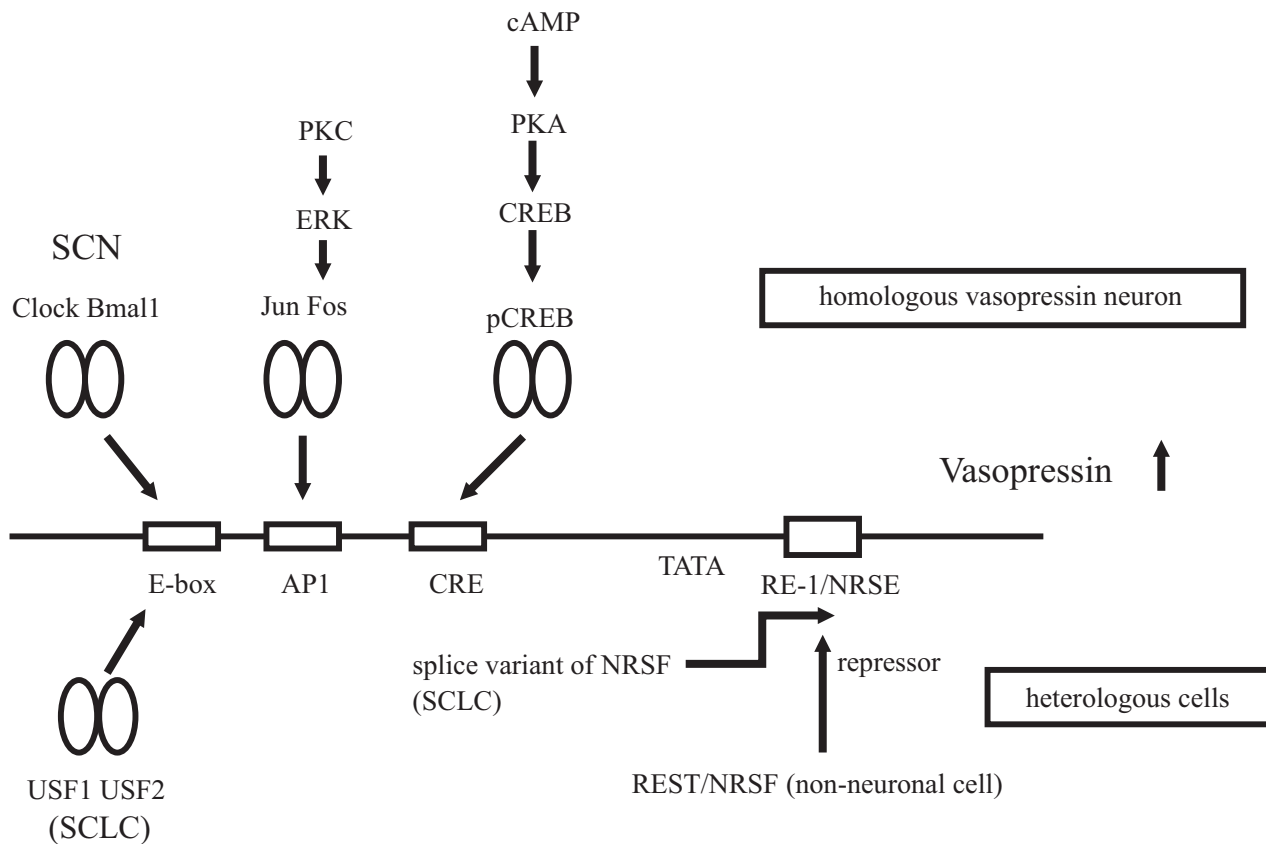 cAMP
PKC
PKA
ERK
CREB
SCN
Clock Bmal1
Jun Fos
pCREB
homologous vasopressin neuron
Vasopressin
E-box
AP1
CRE
TATA
RE-1/NRSE
splice variant of NRSF
(SCLC)
repressor
heterologous cells
USF1 USF2
(SCLC)
REST/NRSF (non-neuronal cell)